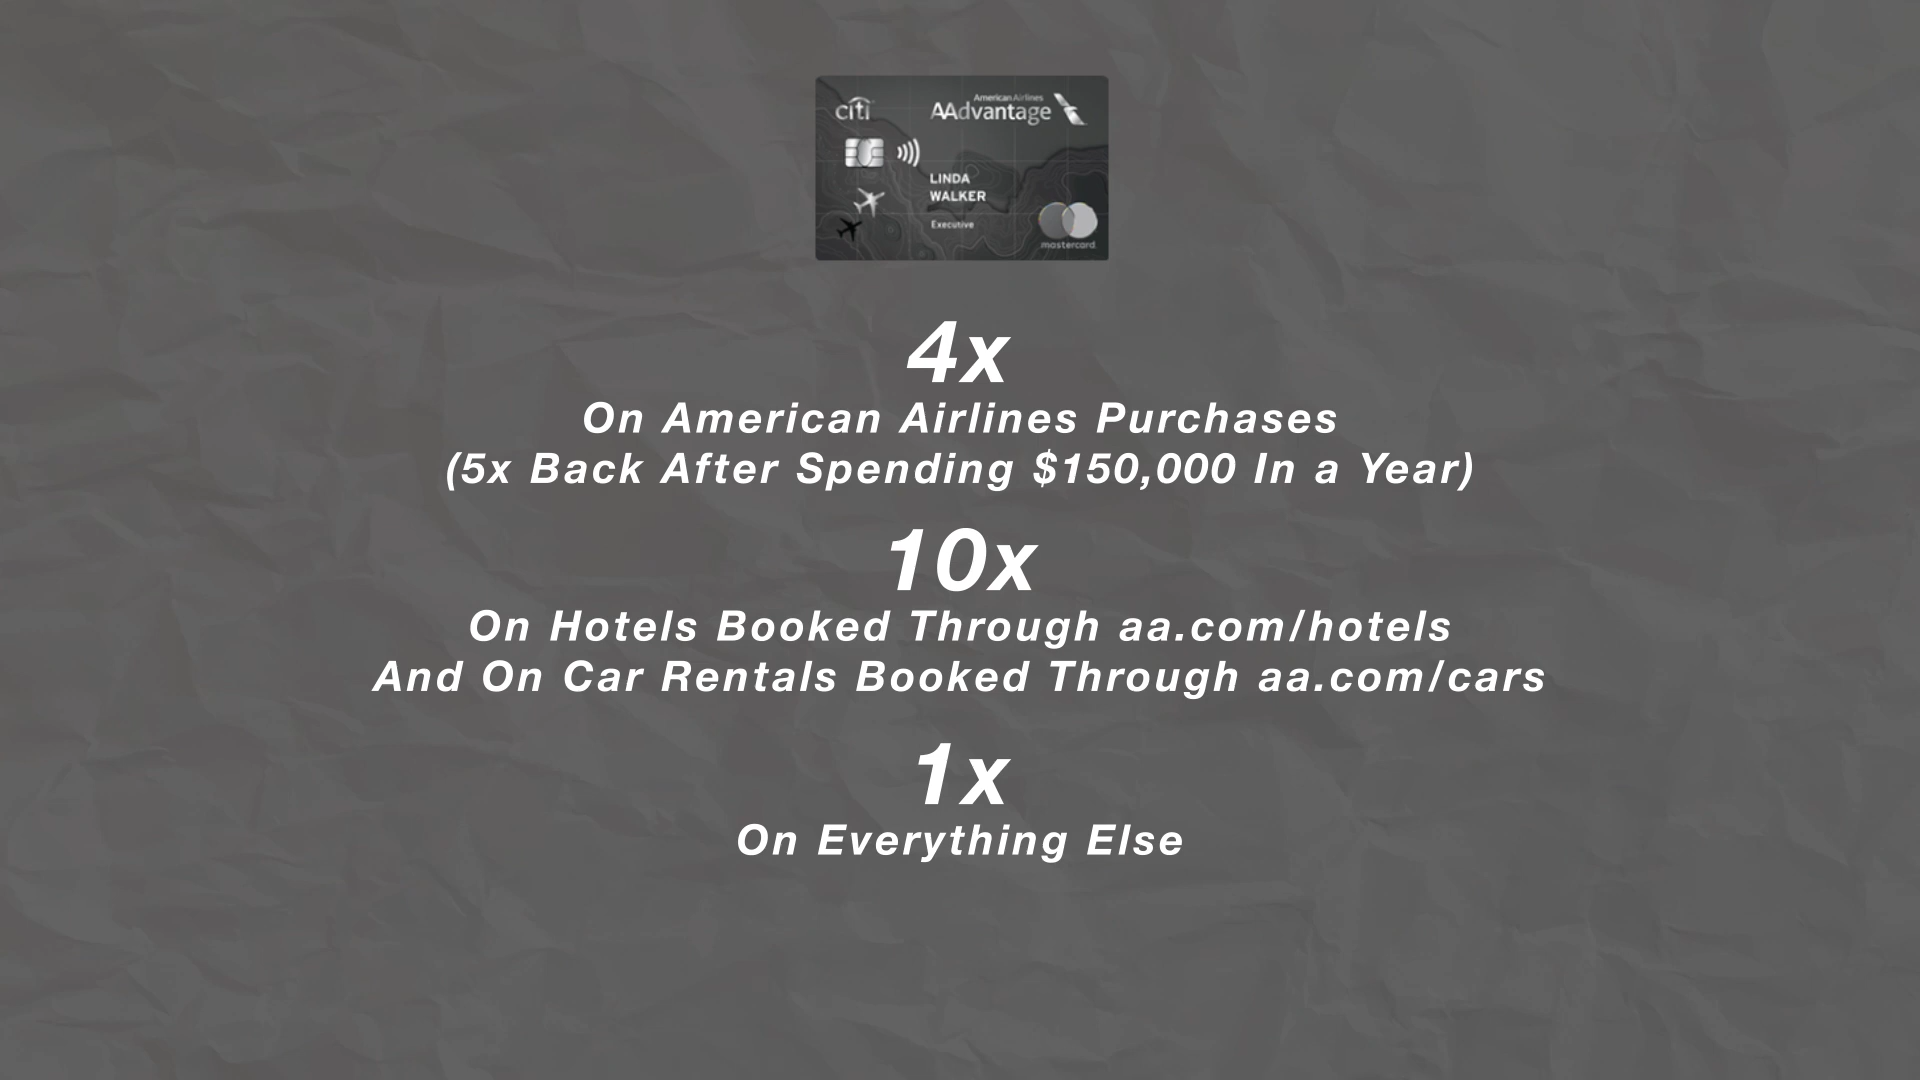 citi
American Airlines
AAdvantage
LINDA
WALKER
Executive
mastercard
4x
On American Airlines Purchases
(5x Back After Spending $150,000 In a Year)
10x
On Hotels Booked Through aa.com/hotels
And On Car Rentals Booked Through aa.com/cars
1x
On Everything Else